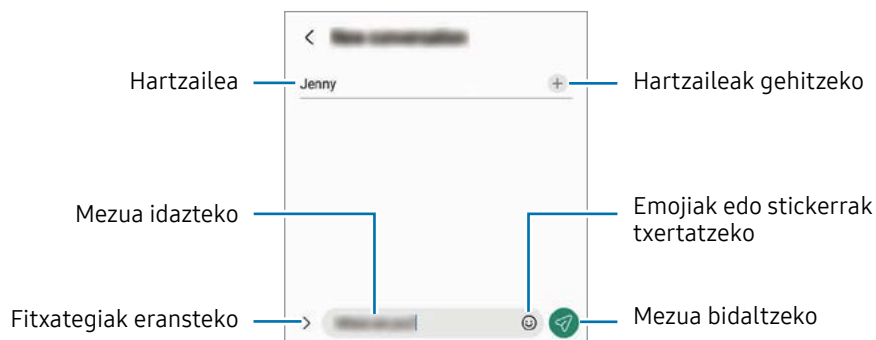 Hartzailea
Jenny
Hartzaileak gehitzeko
Mezua idazteko
Emojiak edo stickerrak
txertatzeko
Fitxategiak eransteko
Mezua bidaltzeko